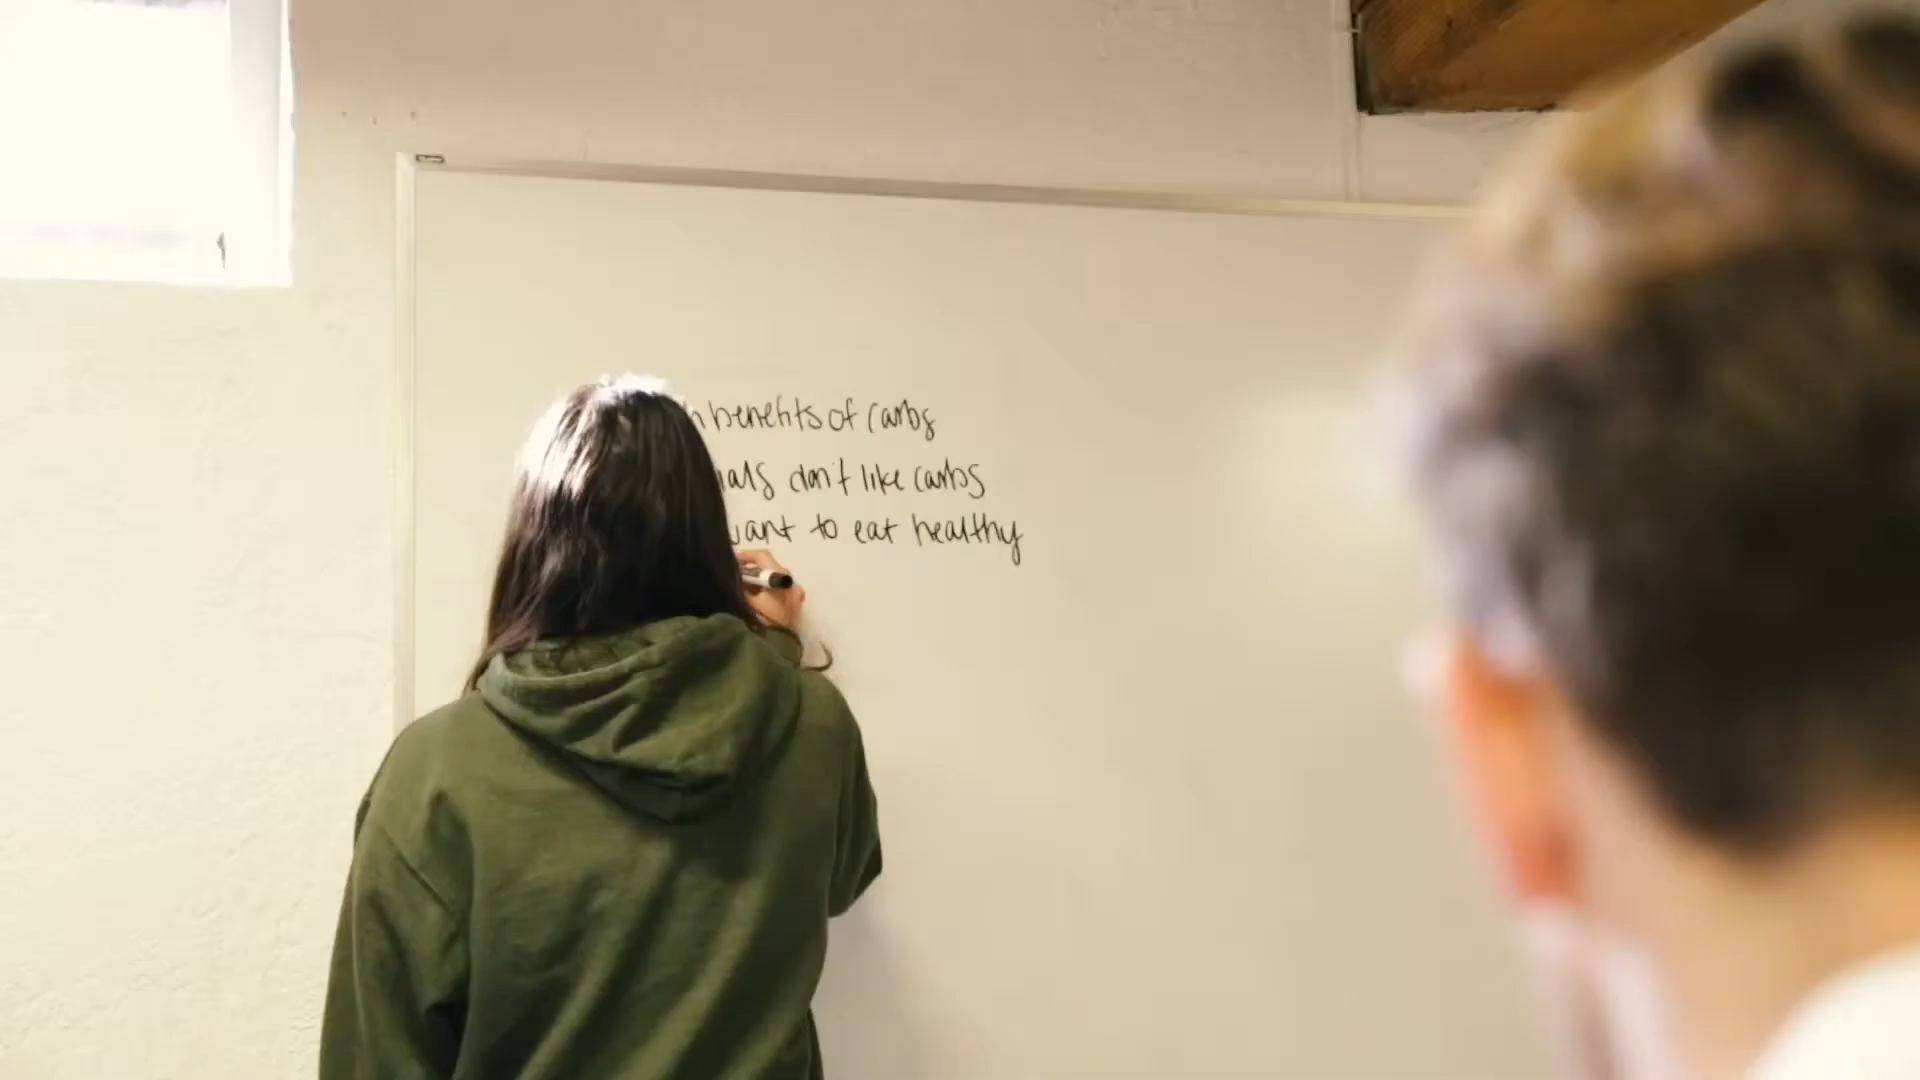 benefits of carbs
don't like carbs
want to eat healthy